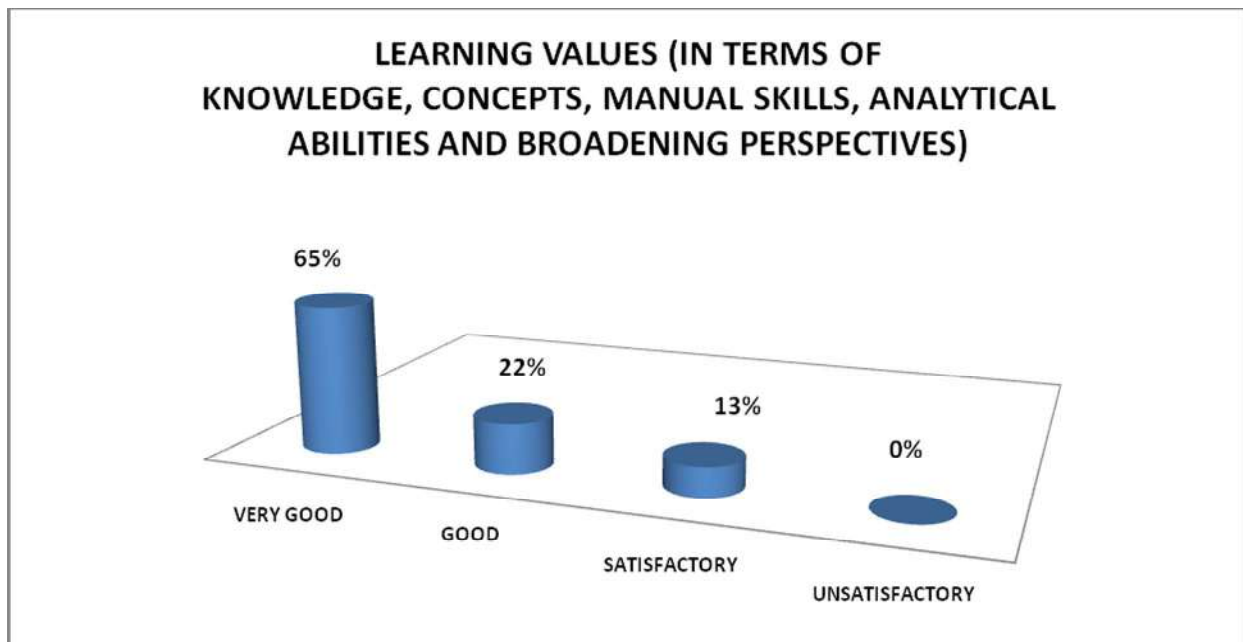 LEARNING VALUES (IN TERMS OF
KNOWLEDGE, CONCEPTS, MANUAL SKILLS, ANALYTICAL
ABILITIES AND BROADENING PERSPECTIVES)
65%
22%
13%
0%
VERY GOOD
GOOD
SATISFACTORY
UNSATISFACTORY